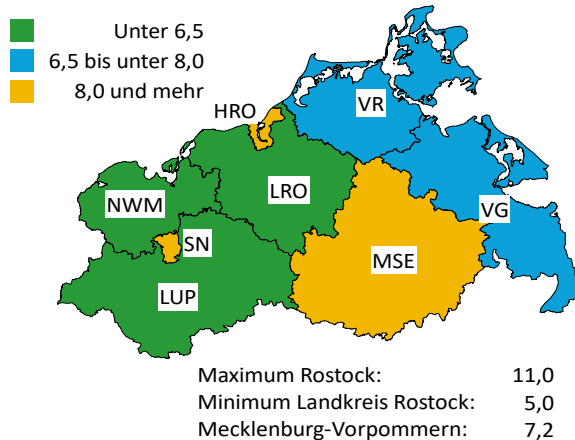 Unter 6,5
6,5 bis unter 8,0
8,0 und mehr
HRO
VR
NWM
LRO
VG
SN
MSE
LUP
Maximum Rostock: 11,0
Minimum Landkreis Rostock: 5,0
Mecklenburg-Vorpommern: 7,2